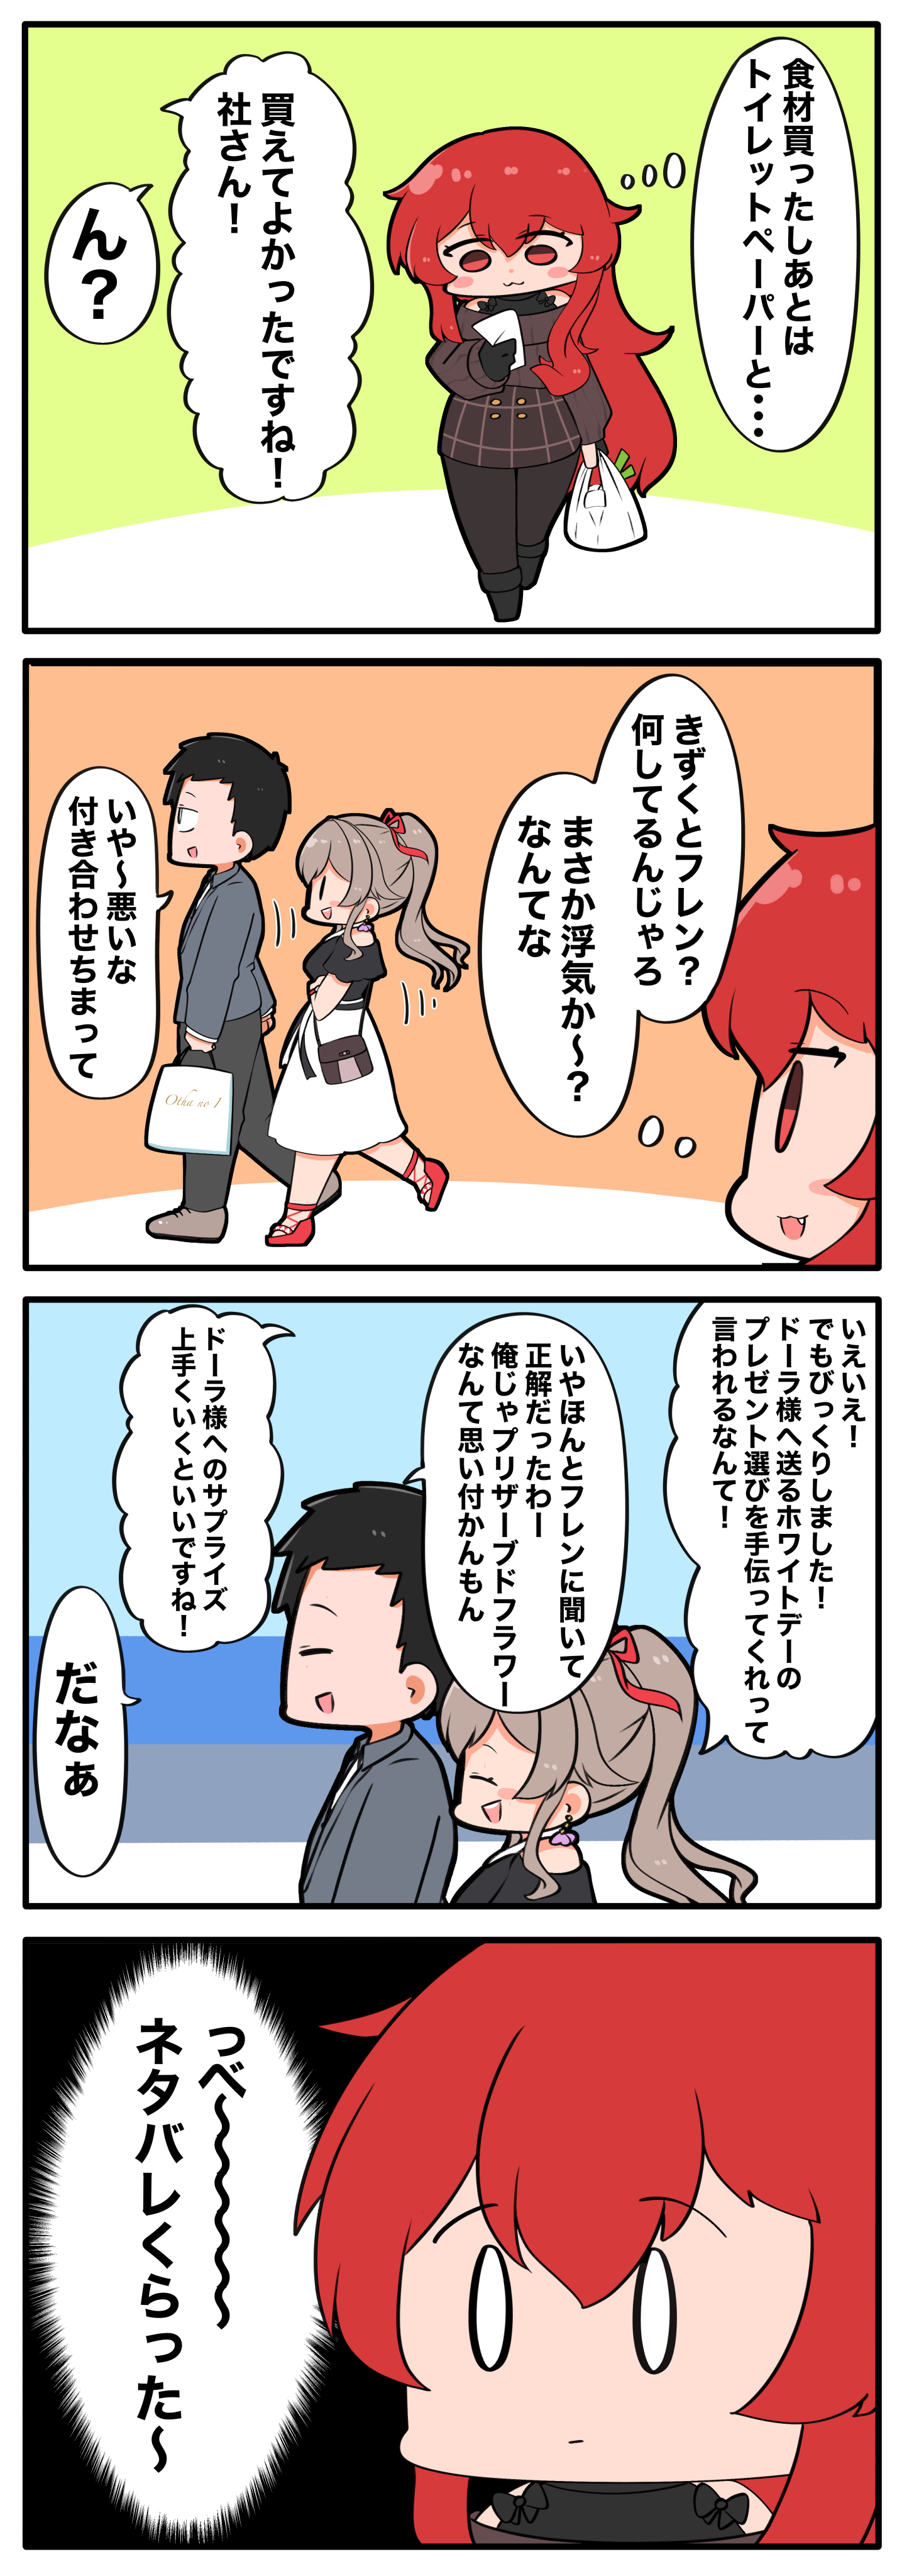 食材買ったしあとは
トイレットペーパーと…
買えてよかったですね！
社さん！
ん？
きずくとフレン？
何してるんじゃろ
まさか浮気か～？
なんてな
いや～悪いな
付き合わせちまって
Otha no 1
いえいえ！
でもびっくりしました！
ドーラ様へ送るホワイトデーの
プレゼント選びを手伝ってくれって
言われるなんて！
いやほんとフレンに聞いて
正解だったわー
俺じゃプリザーブドフラワー
なんて思い付かんもん
ドーラ様へのサプライズ
上手くいくといいですね！
だなぁ
っべ～～～～～
ネタバレくらった～